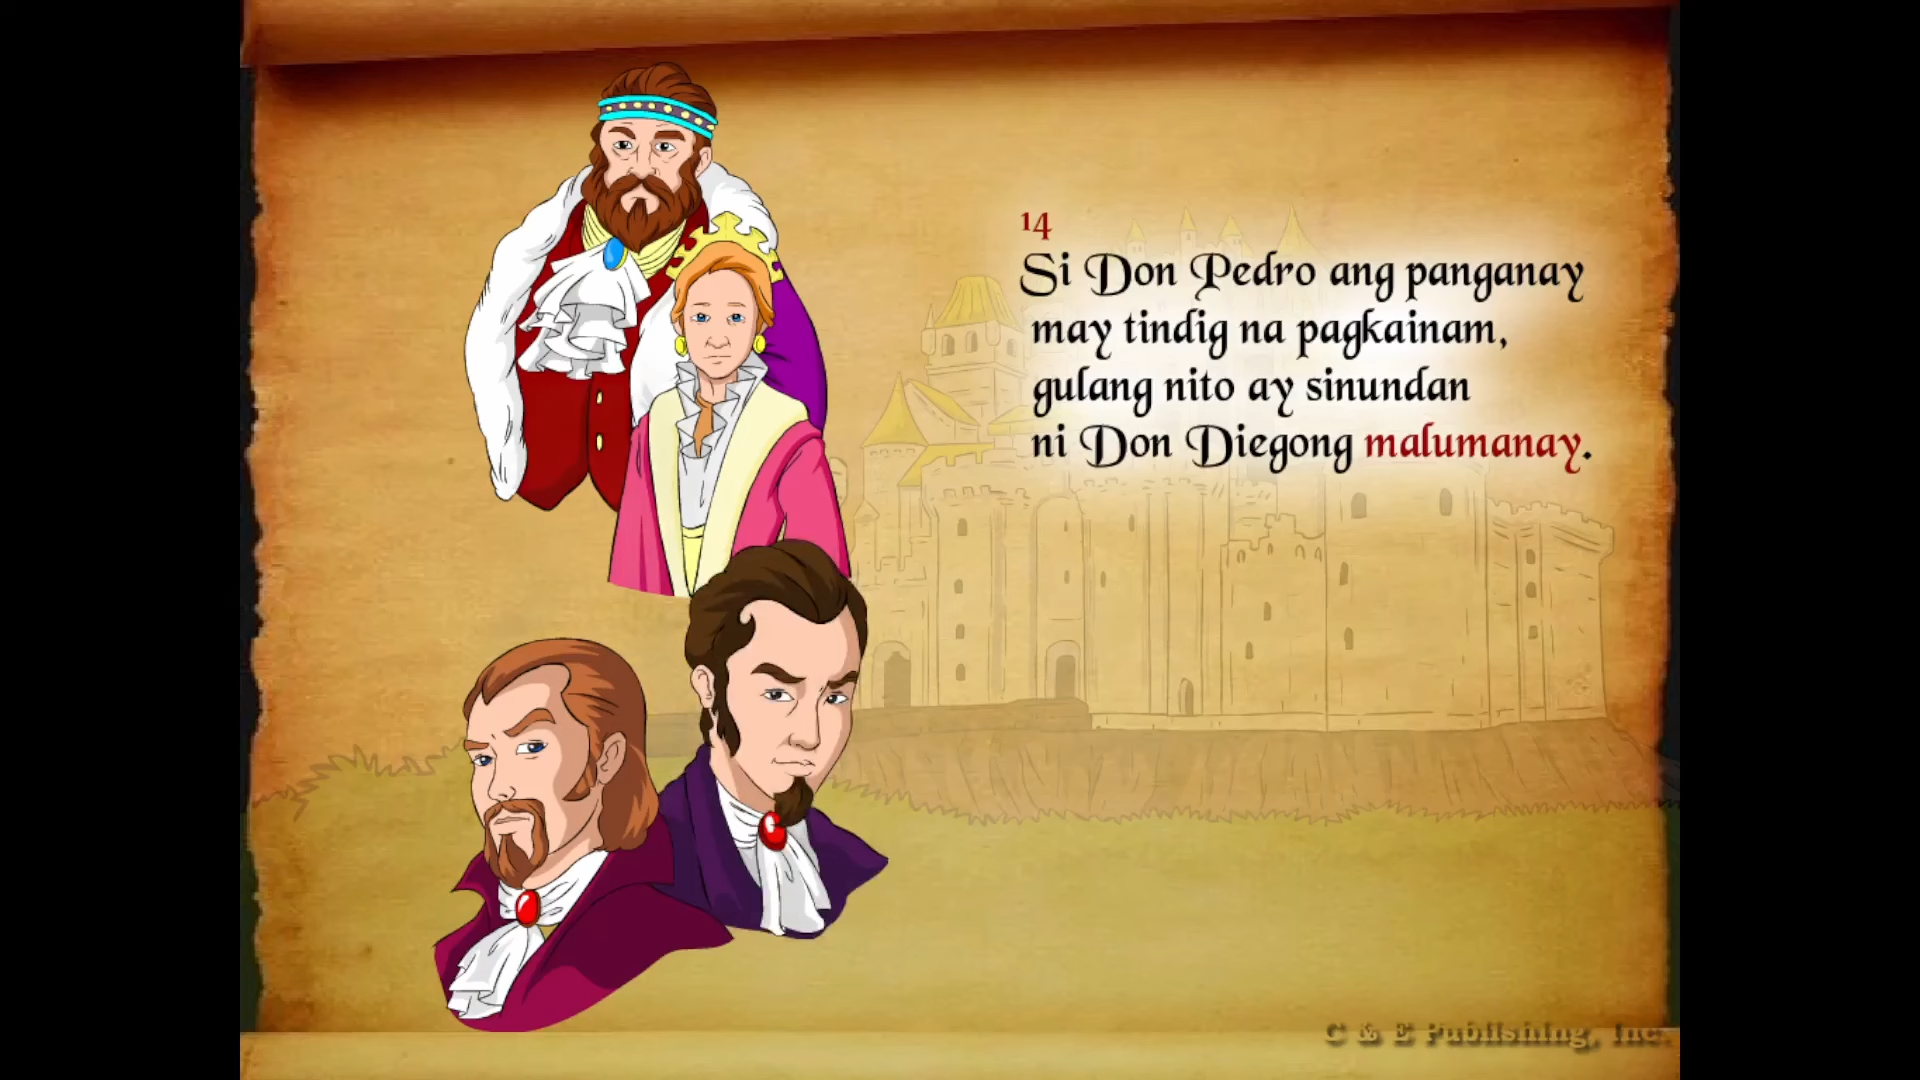 14
Si Don Pedro ang panganay
may tindig na pagkainam,
gulang nito ay sinundan
ni Don Diegong malumanay.
C & E Publishing, Inc.